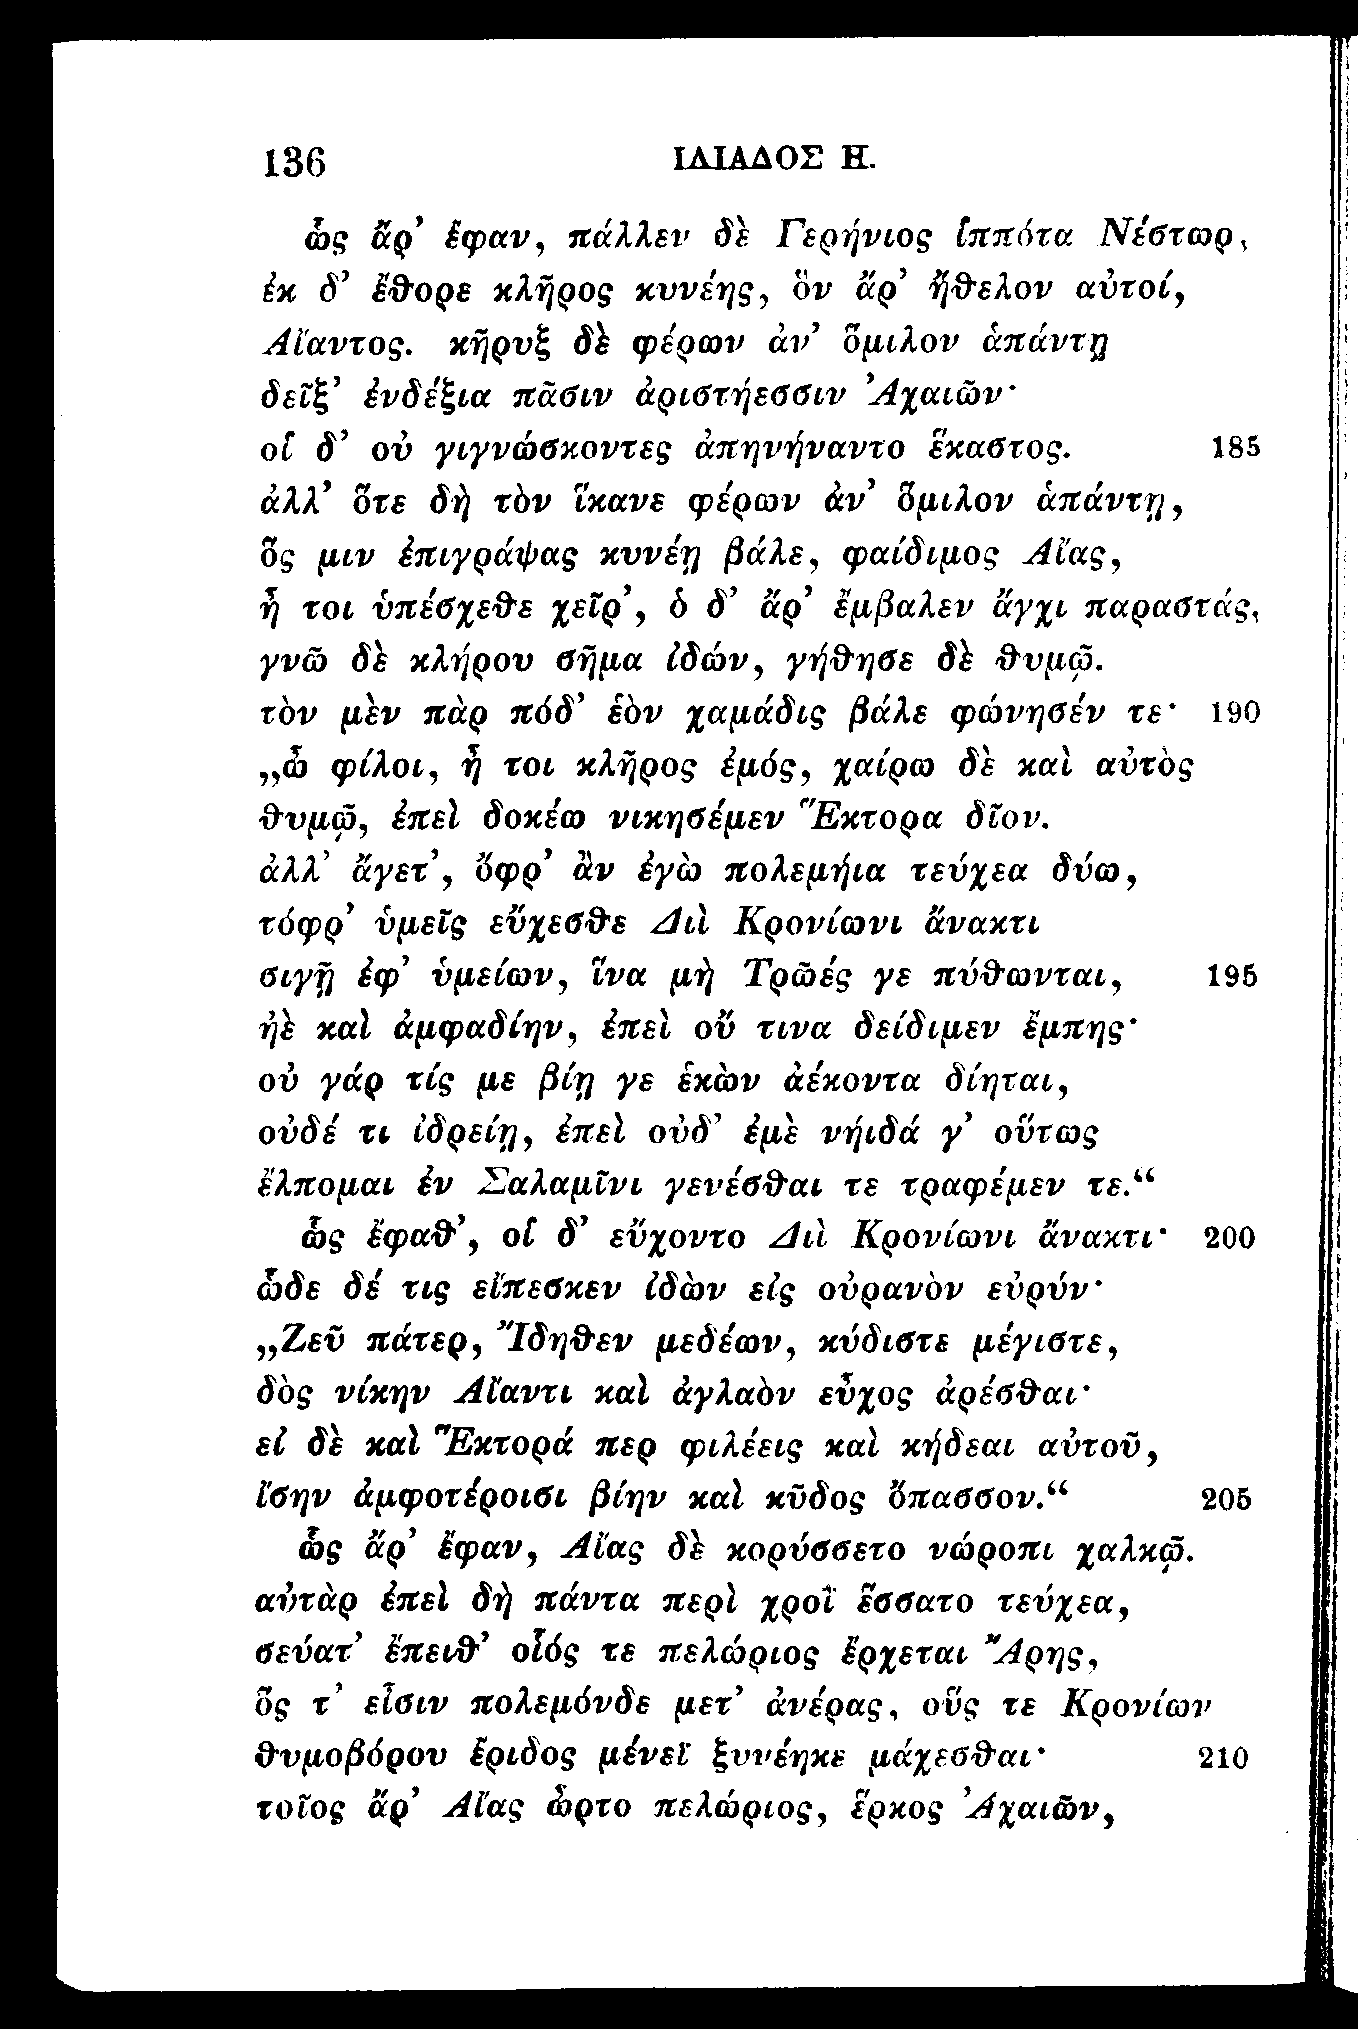 136 ΙΛΙΑΔΟΣ Η.
ὣς ἄρ’ ἔφαν, πάλλεν δὲ Γερήνιος ἱππότα Νέστωρ,
ἐκ δ’ ἔθορε κλῆρος κυνέης, ὃν ἄρ’ ἤθελον αὐτοί,
Αἴαντος. κῆρυξ δὲ φέρων ἀν’ ὅμιλον ἁπάντῃ
δεῖξ’ ἐνδέξια πᾶσιν ἀριστήεσσιν Ἀχαιῶν·
οἳ δ’ οὐ γιγνώσκοντες ἀπηνήναντο ἕκαστος. 185
ἀλλ’ ὅτε δὴ τὸν ἵκανε φέρων ἀν’ ὅμιλον ἁπάντῃ,
ὅς μιν ἐπιγράψας κυνέῃ βάλε, φαίδιμος Αἴας,
ἦ τοι ὑπέσχεθε χεῖρ’, ὁ δ’ ἄρ’ ἔμβαλεν ἄγχι παραστάς,
γνῶ δὲ κλήρου σῆμα ἰδών, γήθησε δὲ θυμῷ.
τὸν μὲν πὰρ πόδ’ ἑὸν χαμάδις βάλε φώνησέν τε· 190
„ὦ φίλοι, ἦ τοι κλῆρος ἐμός, χαίρω δὲ καὶ αὐτὸς
θυμῷ, ἐπεὶ δοκέω νικησέμεν Ἕκτορα δῖον.
ἀλλ’ ἄγετ’, ὄφρ’ ἂν ἐγὼ πολεμήια τεύχεα δύω,
τόφρ’ ὑμεῖς εὔχεσθε Διὶ Κρονίωνι ἄνακτι
σιγῇ ἐφ’ ὑμείων, ἵνα μὴ Τρῶές γε πύθωνται, 195
ἠὲ καὶ ἀμφαδίην, ἐπεὶ οὔ τινα δείδιμεν ἔμπης·
οὐ γάρ τίς με βίῃ γε ἑκὼν ἀέκοντα δίηται,
οὐδέ τι ἰδρείῃ, ἐπεὶ οὐδ’ ἐμὲ νήιδά γ’ οὕτως
ἔλπομαι ἐν Σαλαμῖνι γενέσθαι τε τραφέμεν τε.“
ὣς ἔφαθ’, οἳ δ’ εὔχοντο Διὶ Κρονίωνι ἄνακτι· 200
ὧδε δέ τις εἴπεσκεν ἰδὼν εἰς οὐρανὸν εὐρύν·
„Ζεῦ πάτερ, Ἴδηθεν μεδέων, κύδιστε μέγιστε,
δὸς νίκην Αἴαντι καὶ ἀγλαὸν εὖχος ἀρέσθαι·
εἰ δὲ καὶ Ἕκτορά περ φιλέεις καὶ κήδεαι αὐτοῦ,
ἴσην ἀμφοτέροισι βίην καὶ κῦδος ὄπασσον.“ 205
ὣς ἄρ’ ἔφαν, Αἴας δὲ κορύσσετο νώροπι χαλκῷ.
αὐτὰρ ἐπεὶ δὴ πάντα περὶ χροῒ ἕσσατο τεύχεα,
σεύατ’ ἔπειθ’ οἷός τε πελώριος ἔρχεται Ἄρης,
ὅς τ’ εἶσιν πολεμόνδε μετ’ ἀνέρας, οὕς τε Κρονίων
θυμοβόρου ἔριδος μένεϊ ξυνέηκε μάχεσθαι· 210
τοῖος ἄρ’ Αἴας ὦρτο πελώριος, ἕρκος Ἀχαιῶν,